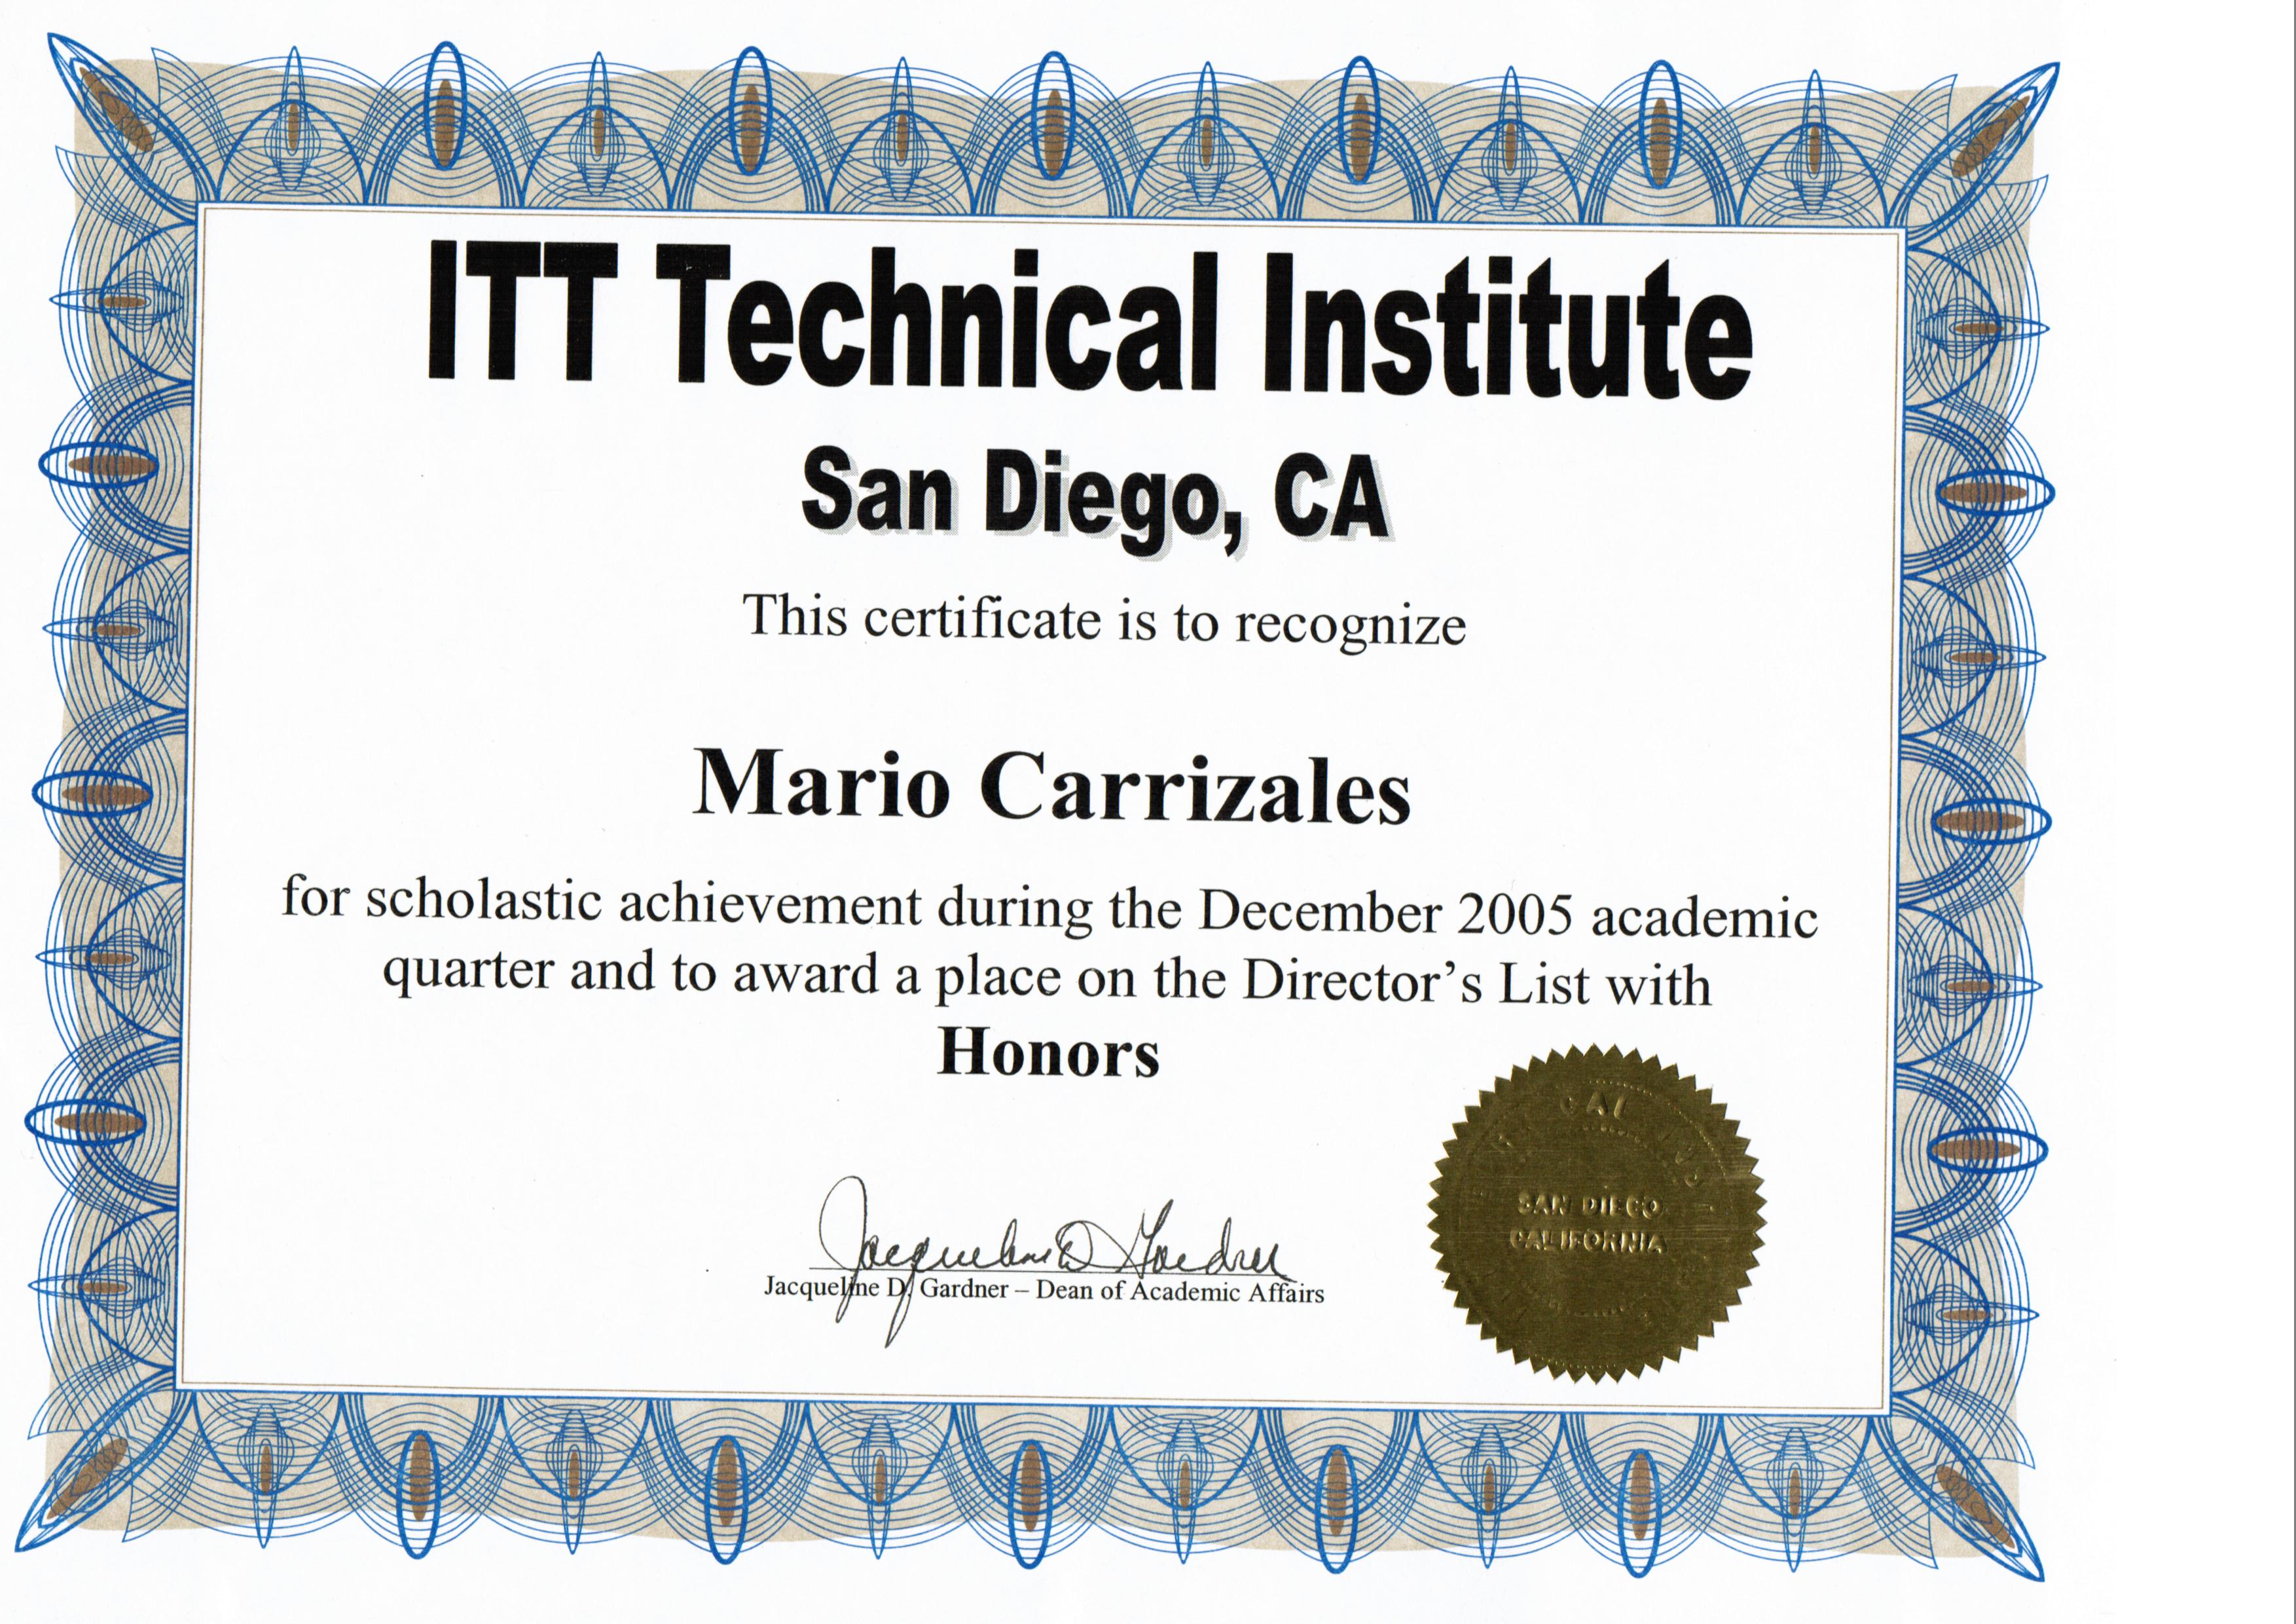 ITT Technical Institute
San Diego, CA
This certificate is to recognize
Mario Carrizales
for scholastic achievement during the December 2005 academic
quarter and to award a place on the Director's List with
Honors
Jacqueline D. Gardner
Jacqueline D. Gardner – Dean of Academic Affairs
SAN DIEGO
CALIFORNIA